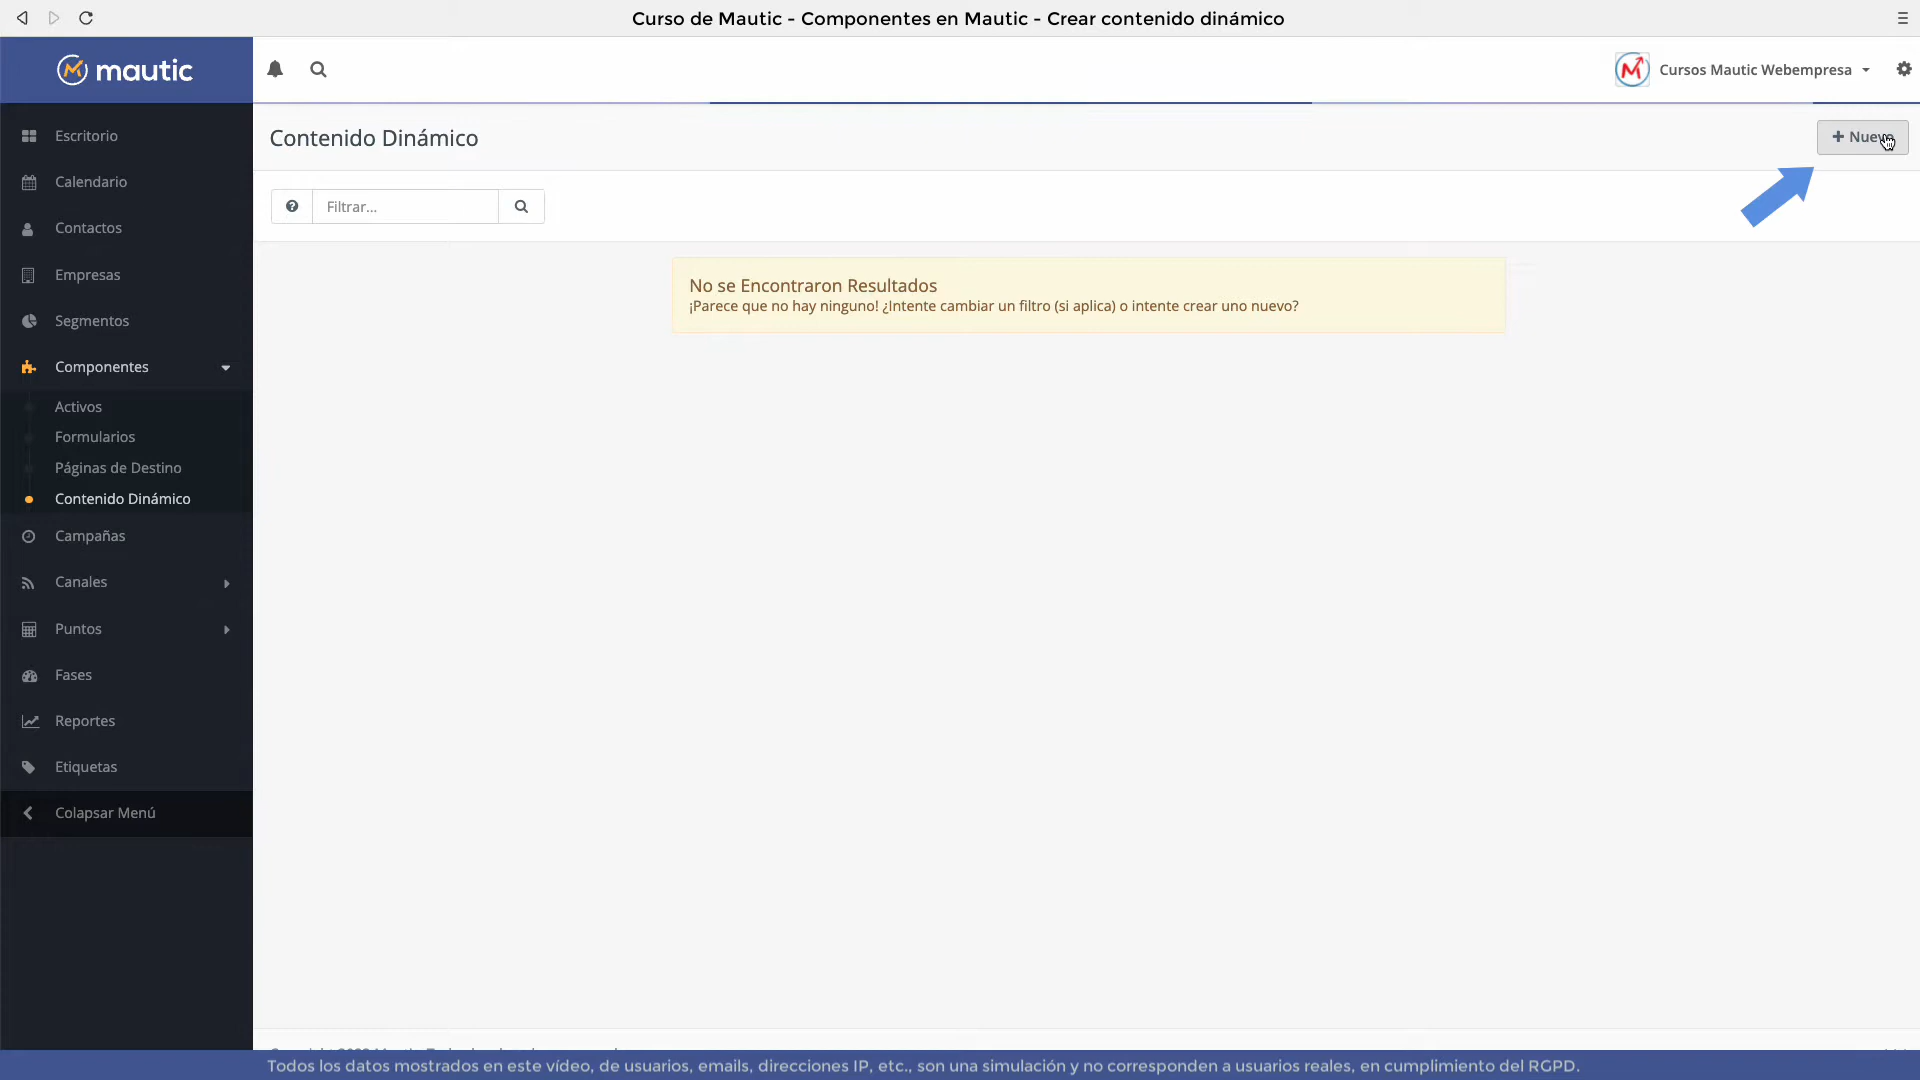 Curso de Mautic - Componentes en Mautic - Crear contenido dinámico
mautic
Cursos Mautic Webempresa
Escritorio
Calendario
Contactos
Empresas
Segmentos
Componentes
Activos
Formularios
Páginas de Destino
Contenido Dinámico
Campañas
Canales
Puntos
Fases
Reportes
Etiquetas
Colapsar Menú
Contenido Dinámico
+ Nuevo
Filtrar...
No se Encontraron Resultados
¡Parece que no hay ninguno! ¿Intente cambiar un filtro (si aplica) o intente crear uno nuevo?
Todos los datos mostrados en este vídeo, de usuarios, emails, direcciones IP, etc., son una simulación y no corresponden a usuarios reales, en cumplimiento del RGPD.